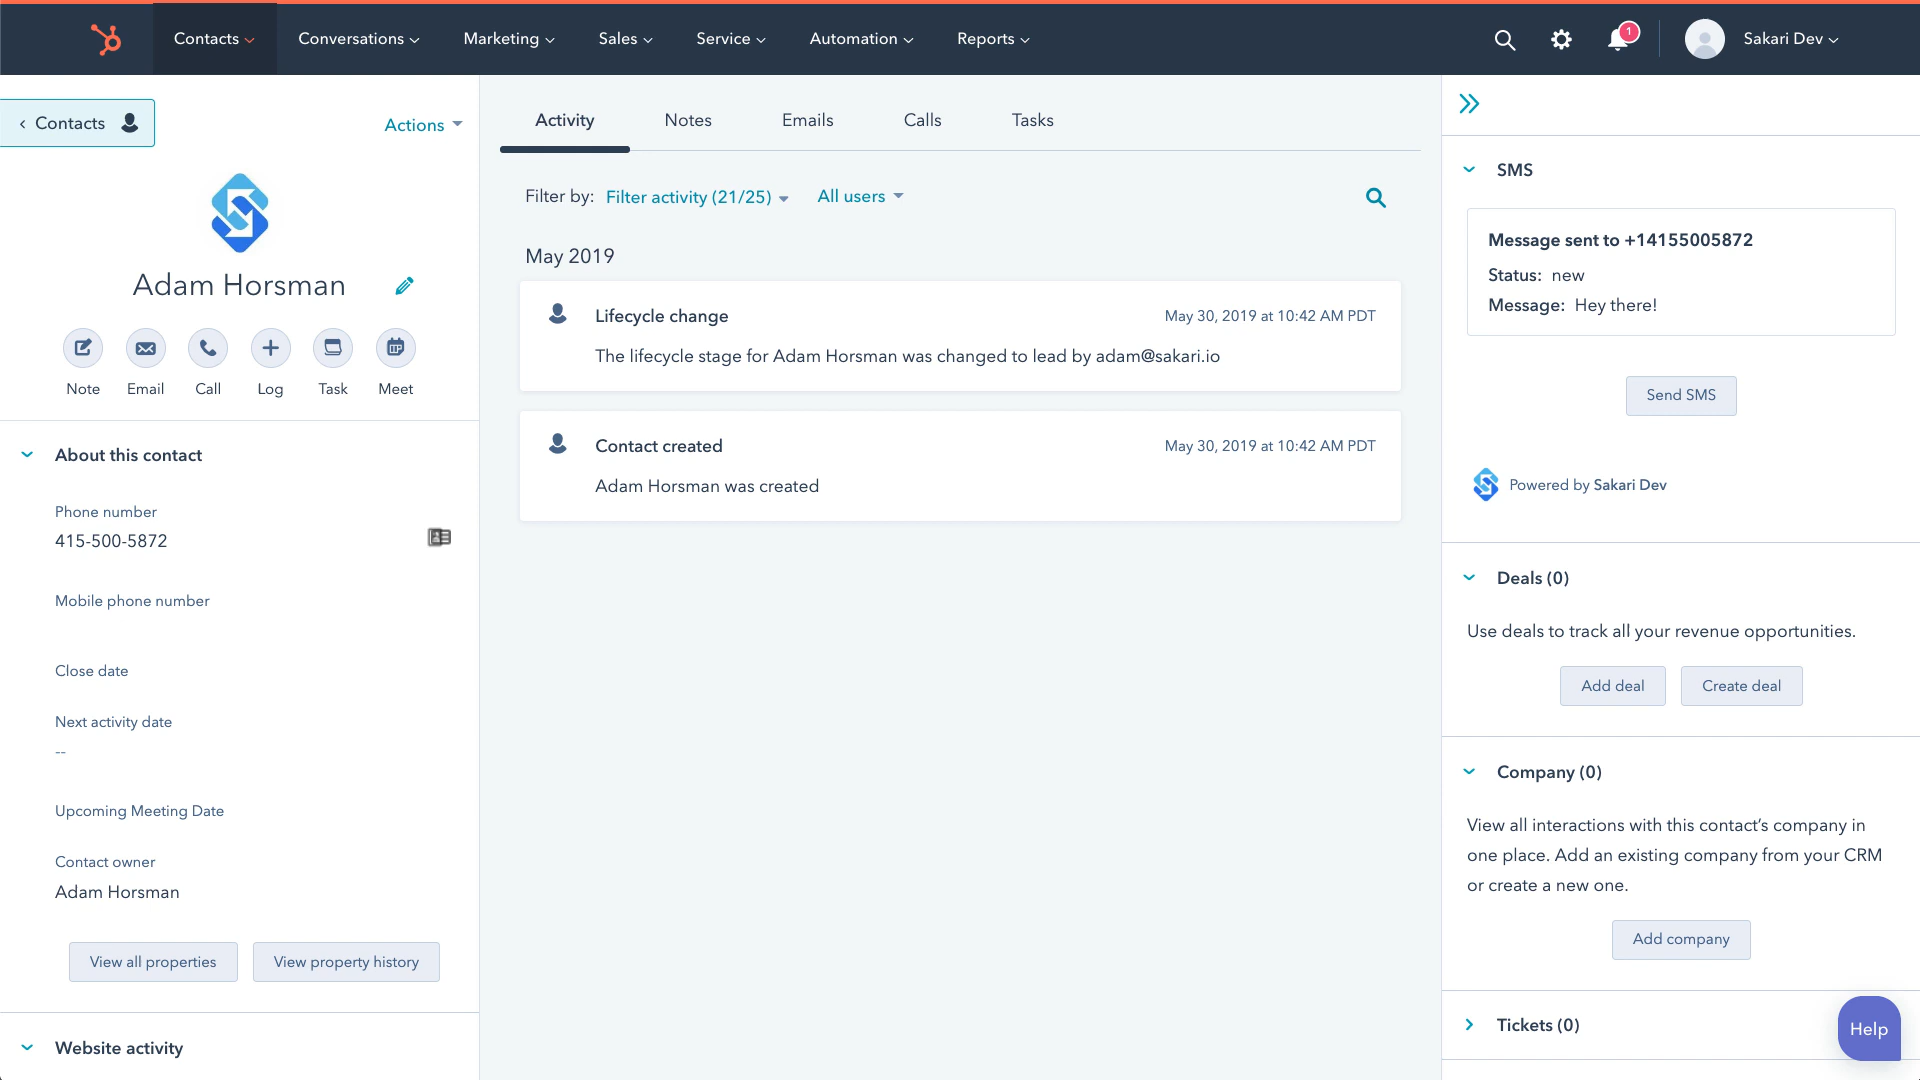 Contacts
Conversations
Marketing
Sales
Service
Automation
Reports
1
Sakari Dev
Contacts
Actions
Adam Horsman
Note
Email
Call
Log
Task
Meet
About this contact
Phone number
415-500-5872
Mobile phone number
Close date
Next activity date
--
Upcoming Meeting Date
Contact owner
Adam Horsman
View all properties
View property history
Website activity
Activity
Notes
Emails
Calls
Tasks
Filter by:
Filter activity (21/25)
All users
May 2019
Lifecycle change
May 30, 2019 at 10:42 AM PDT
The lifecycle stage for Adam Horsman was changed to lead by adam@sakari.io
Contact created
May 30, 2019 at 10:42 AM PDT
Adam Horsman was created
SMS
Message sent to +14155005872
Status: new
Message: Hey there!
Send SMS
Powered by Sakari Dev
Deals (0)
Use deals to track all your revenue opportunities.
Add deal
Create deal
Company (0)
View all interactions with this contact's company in
one place. Add an existing company from your CRM
or create a new one.
Add company
Tickets (0)
Help